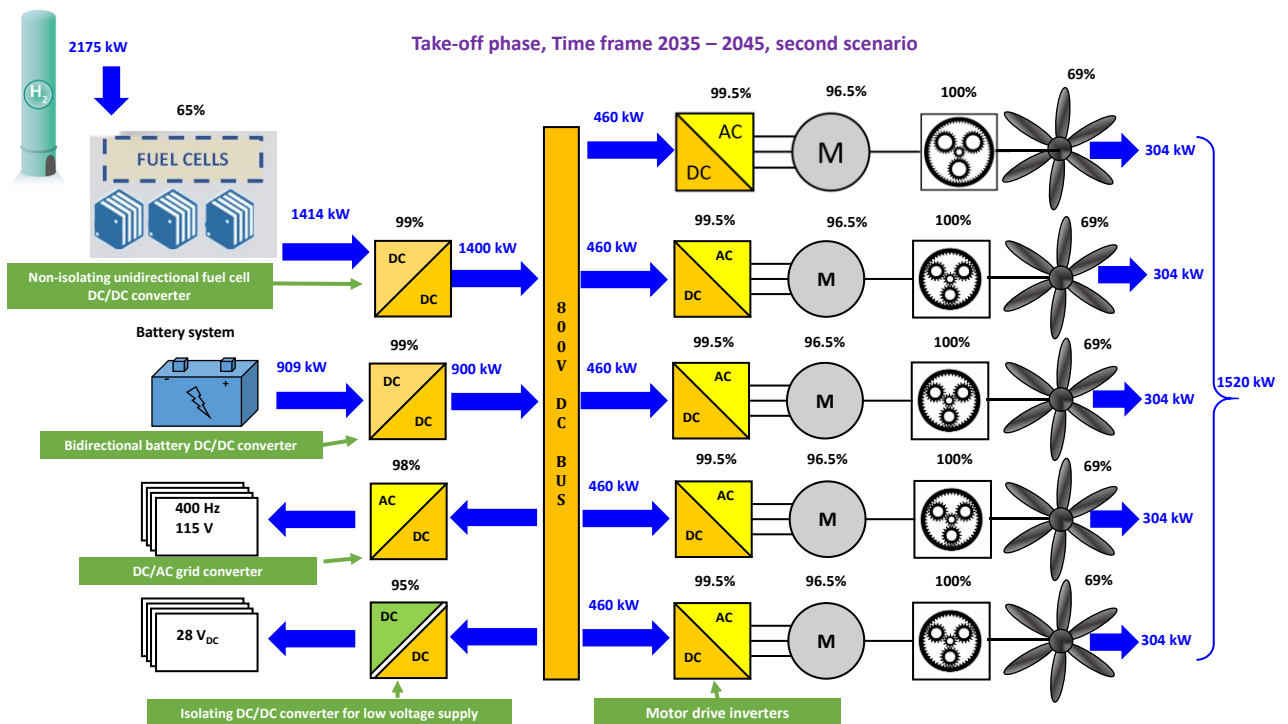 2175 kW
Take-off phase, Time frame 2035 – 2045, second scenario
H2
65%
FUEL CELLS
1414 kW
99%
DC
DC
1400 kW
Non-isolating unidirectional fuel cell
DC/DC converter
Battery system
- +
909 kW
99%
DC
DC
900 kW
Bidirectional battery DC/DC converter
400 Hz
115 V
98%
AC
DC
DC/AC grid converter
28 VDC
95%
DC
DC
Isolating DC/DC converter for low voltage supply
800V DC BUS
460 kW
99.5%
AC
DC
96.5%
M
100%
69%
304 kW
460 kW
99.5%
AC
DC
96.5%
M
100%
69%
304 kW
460 kW
99.5%
AC
DC
96.5%
M
100%
69%
304 kW
460 kW
99.5%
AC
DC
96.5%
M
100%
69%
304 kW
460 kW
99.5%
AC
DC
96.5%
M
100%
69%
304 kW
1520 kW
Motor drive inverters